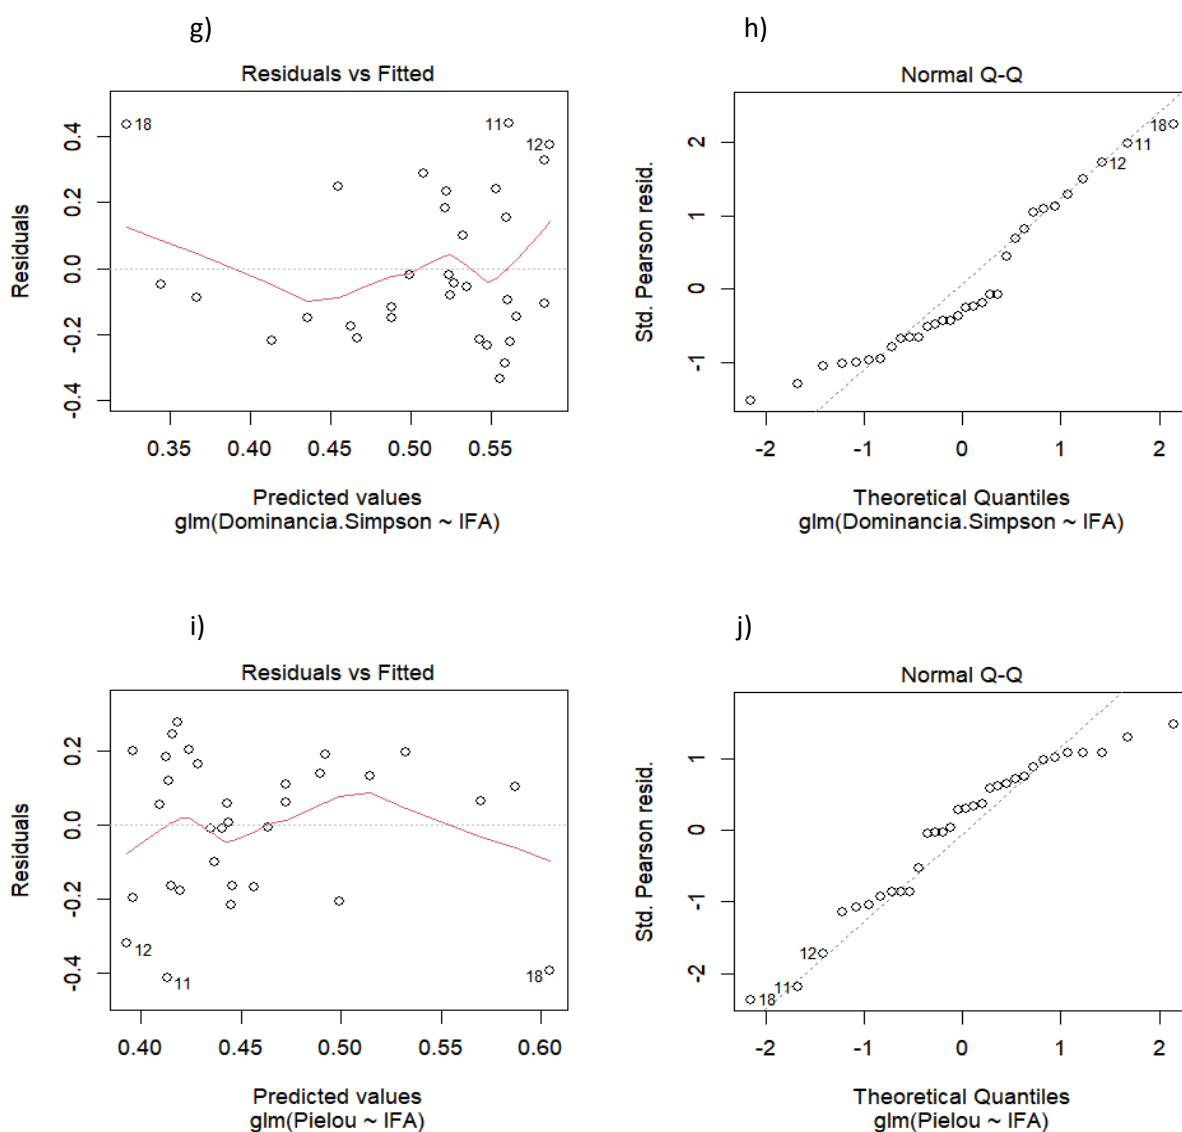 g)
Residuals vs Fitted
Residuals
0.4
0.2
0.0
-0.2
-0.4
18
11
12
0.35 0.40 0.45 0.50 0.55
Predicted values
glm(Dominancia.Simpson ~ IFA)
h)
Normal Q-Q
Std. Pearson resid.
2
1
0
-1
18
11
12
-2 -1 0 1 2
Theoretical Quantiles
glm(Dominancia.Simpson ~ IFA)
i)
Residuals vs Fitted
Residuals
0.2
0.0
-0.2
-0.4
12
11
18
0.40 0.45 0.50 0.55 0.60
Predicted values
glm(Pielou ~ IFA)
j)
Normal Q-Q
Std. Pearson resid.
1
0
-1
-2
12
11
18
-2 -1 0 1 2
Theoretical Quantiles
glm(Pielou ~ IFA)